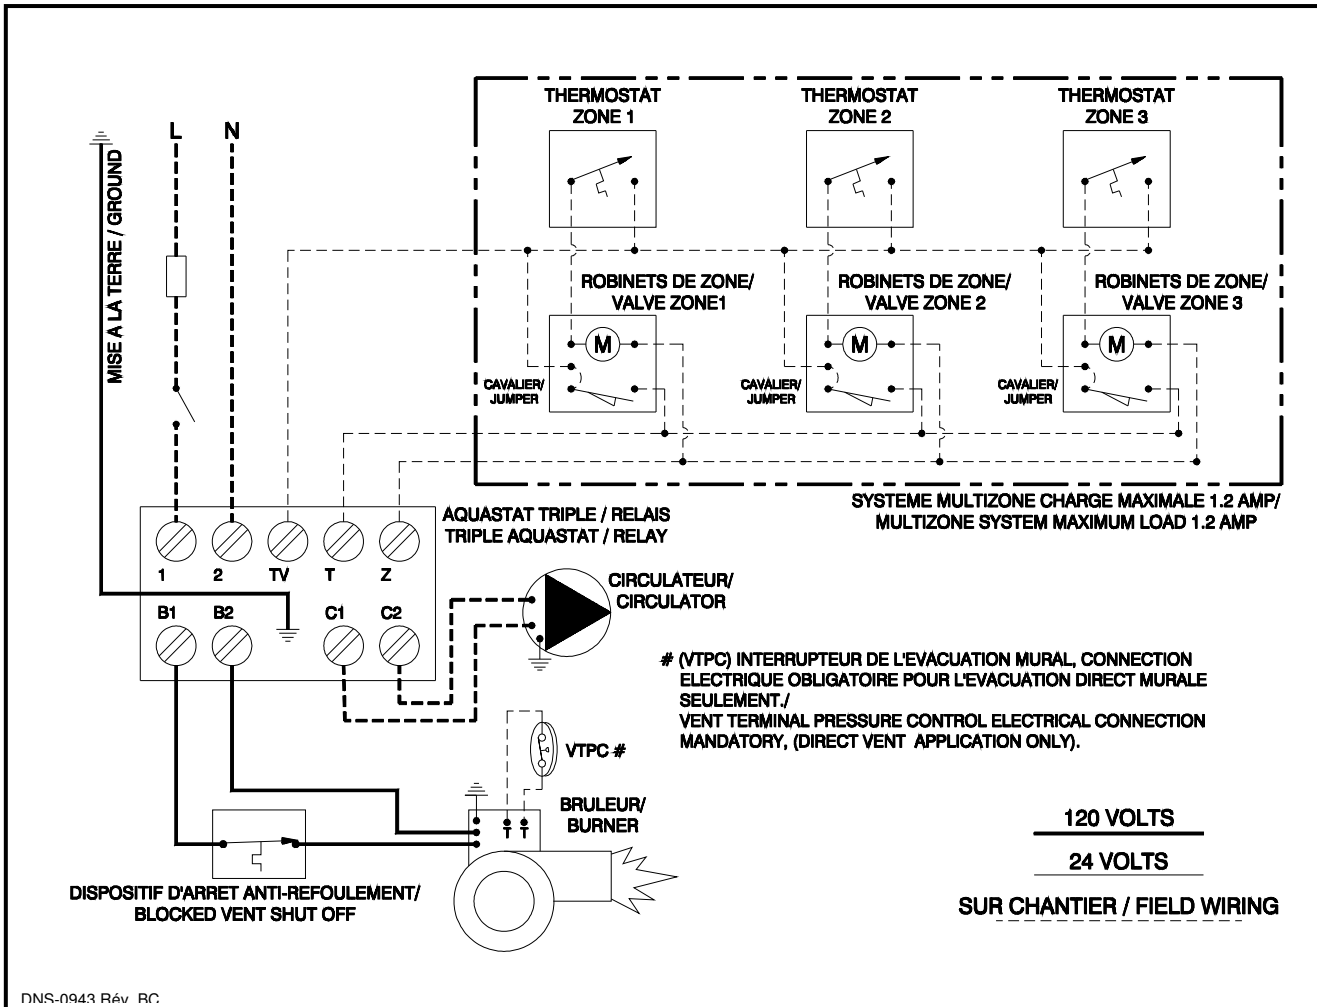 THERMOSTAT
ZONE 1
THERMOSTAT
ZONE 2
THERMOSTAT
ZONE 3
L
N
MISE A LA TERRE / GROUND
ROBINETS DE ZONE/
VALVE ZONE1
ROBINETS DE ZONE/
VALVE ZONE 2
ROBINETS DE ZONE/
VALVE ZONE 3
M
M
M
CAVALIER/
JUMPER
CAVALIER/
JUMPER
CAVALIER/
JUMPER
SYSTEME MULTIZONE CHARGE MAXIMALE 1.2 AMP/
MULTIZONE SYSTEM MAXIMUM LOAD 1.2 AMP
AQUASTAT TRIPLE / RELAIS
TRIPLE AQUASTAT / RELAY
1
2
TV
T
Z
B1
B2
C1
C2
CIRCULATEUR/
CIRCULATOR
# (VTPC) INTERRUPTEUR DE L'EVACUATION MURAL, CONNECTION
ELECTRIQUE OBLIGATOIRE POUR L'EVACUATION DIRECT MURALE
SEULEMENT./
VENT TERMINAL PRESSURE CONTROL ELECTRICAL CONNECTION
MANDATORY, (DIRECT VENT APPLICATION ONLY).
VTPC #
BRULEUR/
BURNER
T T
DISPOSITIF D'ARRET ANTI-REFOULEMENT/
BLOCKED VENT SHUT OFF
120 VOLTS
24 VOLTS
SUR CHANTIER / FIELD WIRING
DNS-0943 Rév. BC